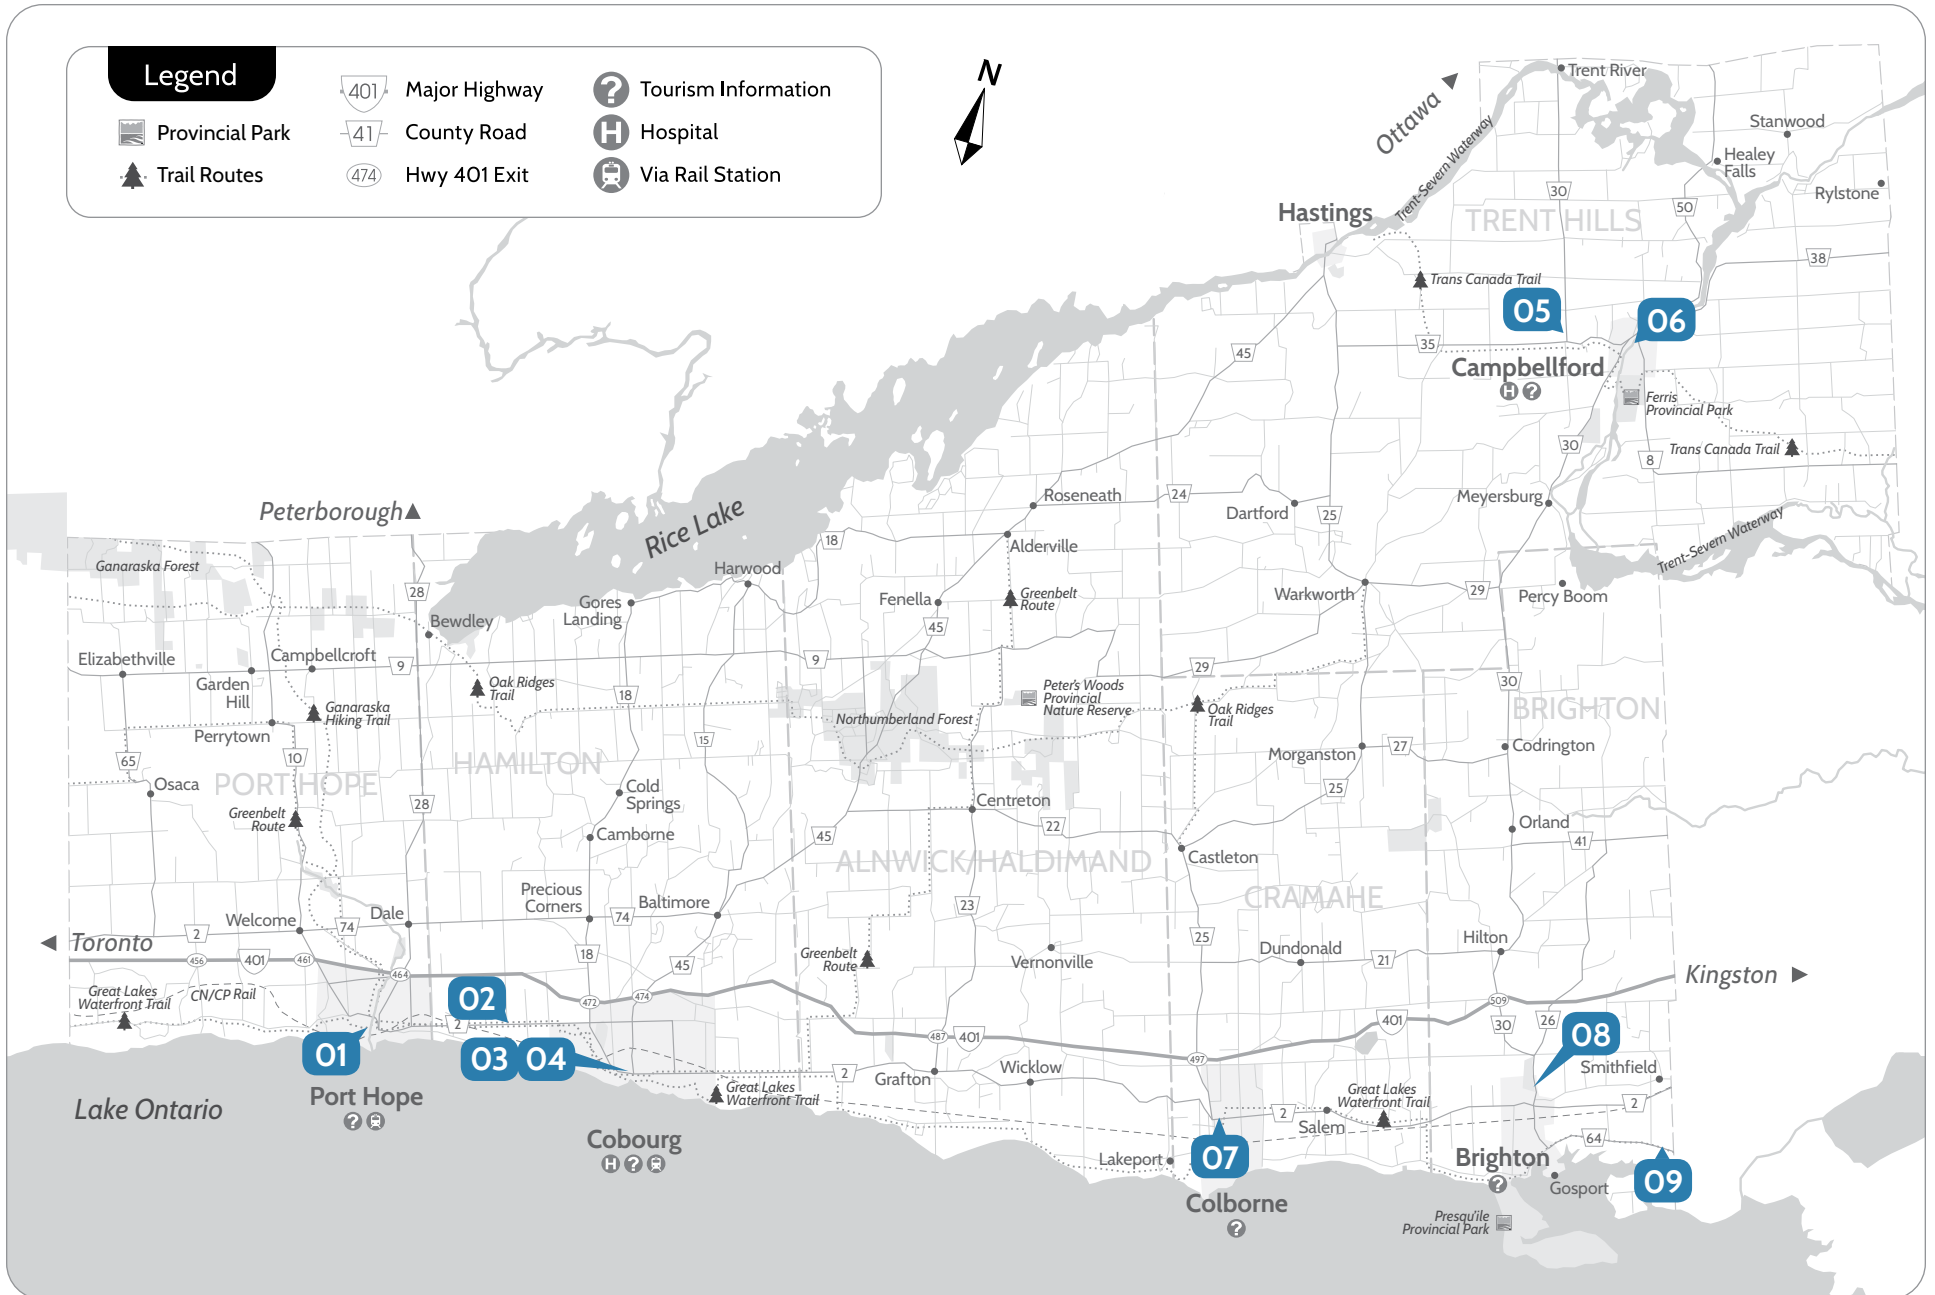 Legend
Provincial Park
Trail Routes
401 Major Highway
41 County Road
474 Hwy 401 Exit
? Tourism Information
H Hospital
Via Rail Station
N
Ottawa
Trent-Severn Waterway
Trent River
Stanwood
Healey
Falls
Rylstone
30
50
Hastings
TRENT HILLS
38
Trans Canada Trail
05
06
35
45
Campbellford
H ?
Ferris
Provincial Park
30
8
Trans Canada Trail
Meyersburg
Trent-Severn Waterway
Peterborough
Rice Lake
Roseneath
24
Dartford
25
18
Alderville
Ganaraska Forest
Harwood
28
Gores
Landing
Fenella
45
Greenbelt
Route
Warkworth
29
Percy Boom
Bewdley
Elizabethville
Campbellcroft
9
9
29
Garden
Hill
Oak Ridges
Trail
18
30
Ganaraska
Hiking Trail
Peter's Woods
Provincial
Nature Reserve
Northumberland Forest
Oak Ridges
Trail
BRIGHTON
Perrytown
15
27
Codrington
Morganston
65
10
HAMILTON
PORT HOPE
Osaca
Cold
Springs
25
28
Centreton
22
Greenbelt
Route
Camborne
45
Orland
41
ALNWICK/HALDIMAND
Castleton
CRAMAHE
Precious
Corners
Baltimore
23
Welcome
74
Dale
74
2
25
Hilton
Toronto
Dundonald
21
18
45
Greenbelt
Route
Vernonville
456
401
461
464
Kingston
Great Lakes
Waterfront Trail
CN/CP Rail
02
472
474
509
2
401
30
26
08
01
03
04
487
401
497
Smithfield
2
Grafton
Wicklow
Great Lakes
Waterfront Trail
Great Lakes
Waterfront Trail
Lake Ontario
Port Hope
?
2
Salem
2
Cobourg
H ?
64
Lakeport
07
Brighton
?
Gosport
09
Colborne
?
Presqu'ile
Provincial Park